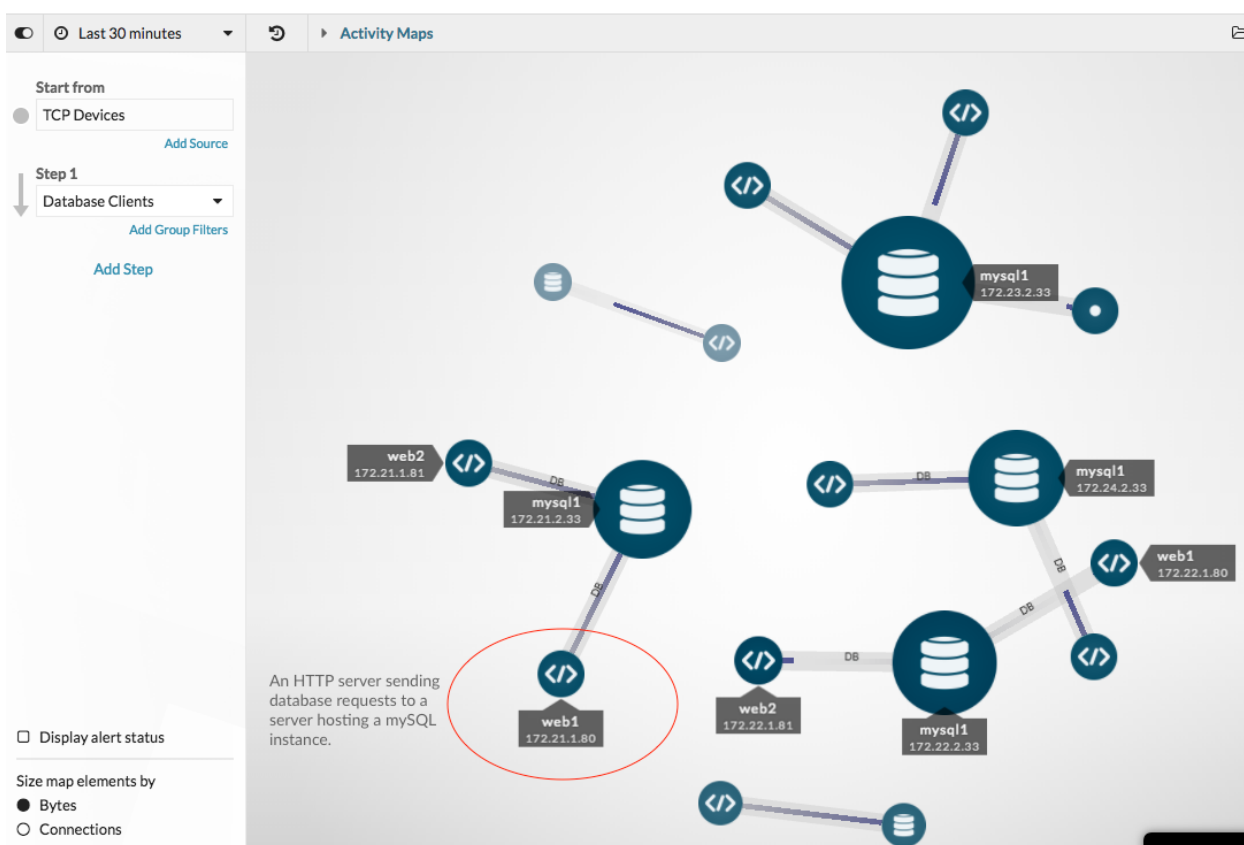 Last 30 minutes
Activity Maps
Start from
TCP Devices
Add Source
Step 1
Database Clients
Add Group Filters
Add Step
mysql1
172.23.2.33
web2
172.21.1.81
DB
mysql1
172.21.2.33
DB
DB
mysql1
172.24.2.33
DB
web1
172.22.1.80
DB
An HTTP server sending
database requests to a
server hosting a mySQL
instance.
web1
172.21.1.80
DB
web2
172.22.1.81
mysql1
172.22.2.33
Display alert status
Size map elements by
Bytes
Connections